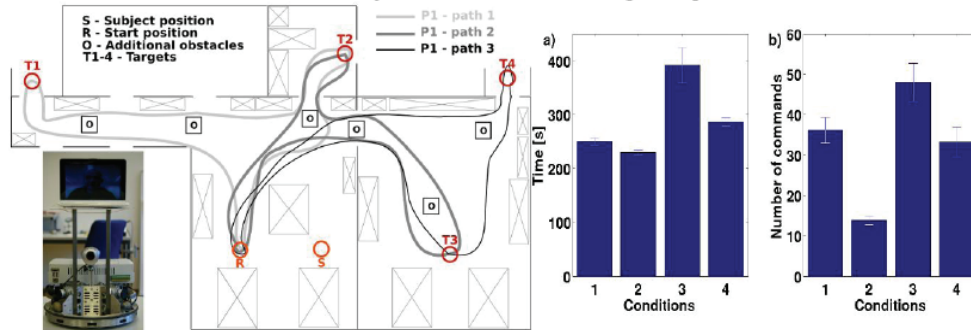 S - Subject position
R - Start position
O - Additional obstacles
T1-4 - Targets
P1 - path 1
P1 - path 2
P1 - path 3
T1
T2
T4
O
O
O
O
O
O
T3
R
S
a)
Time [s]
400
300
200
100
0
1 2 3 4
Conditions
b)
Number of commands
60
50
40
30
20
10
0
1 2 3 4
Conditions